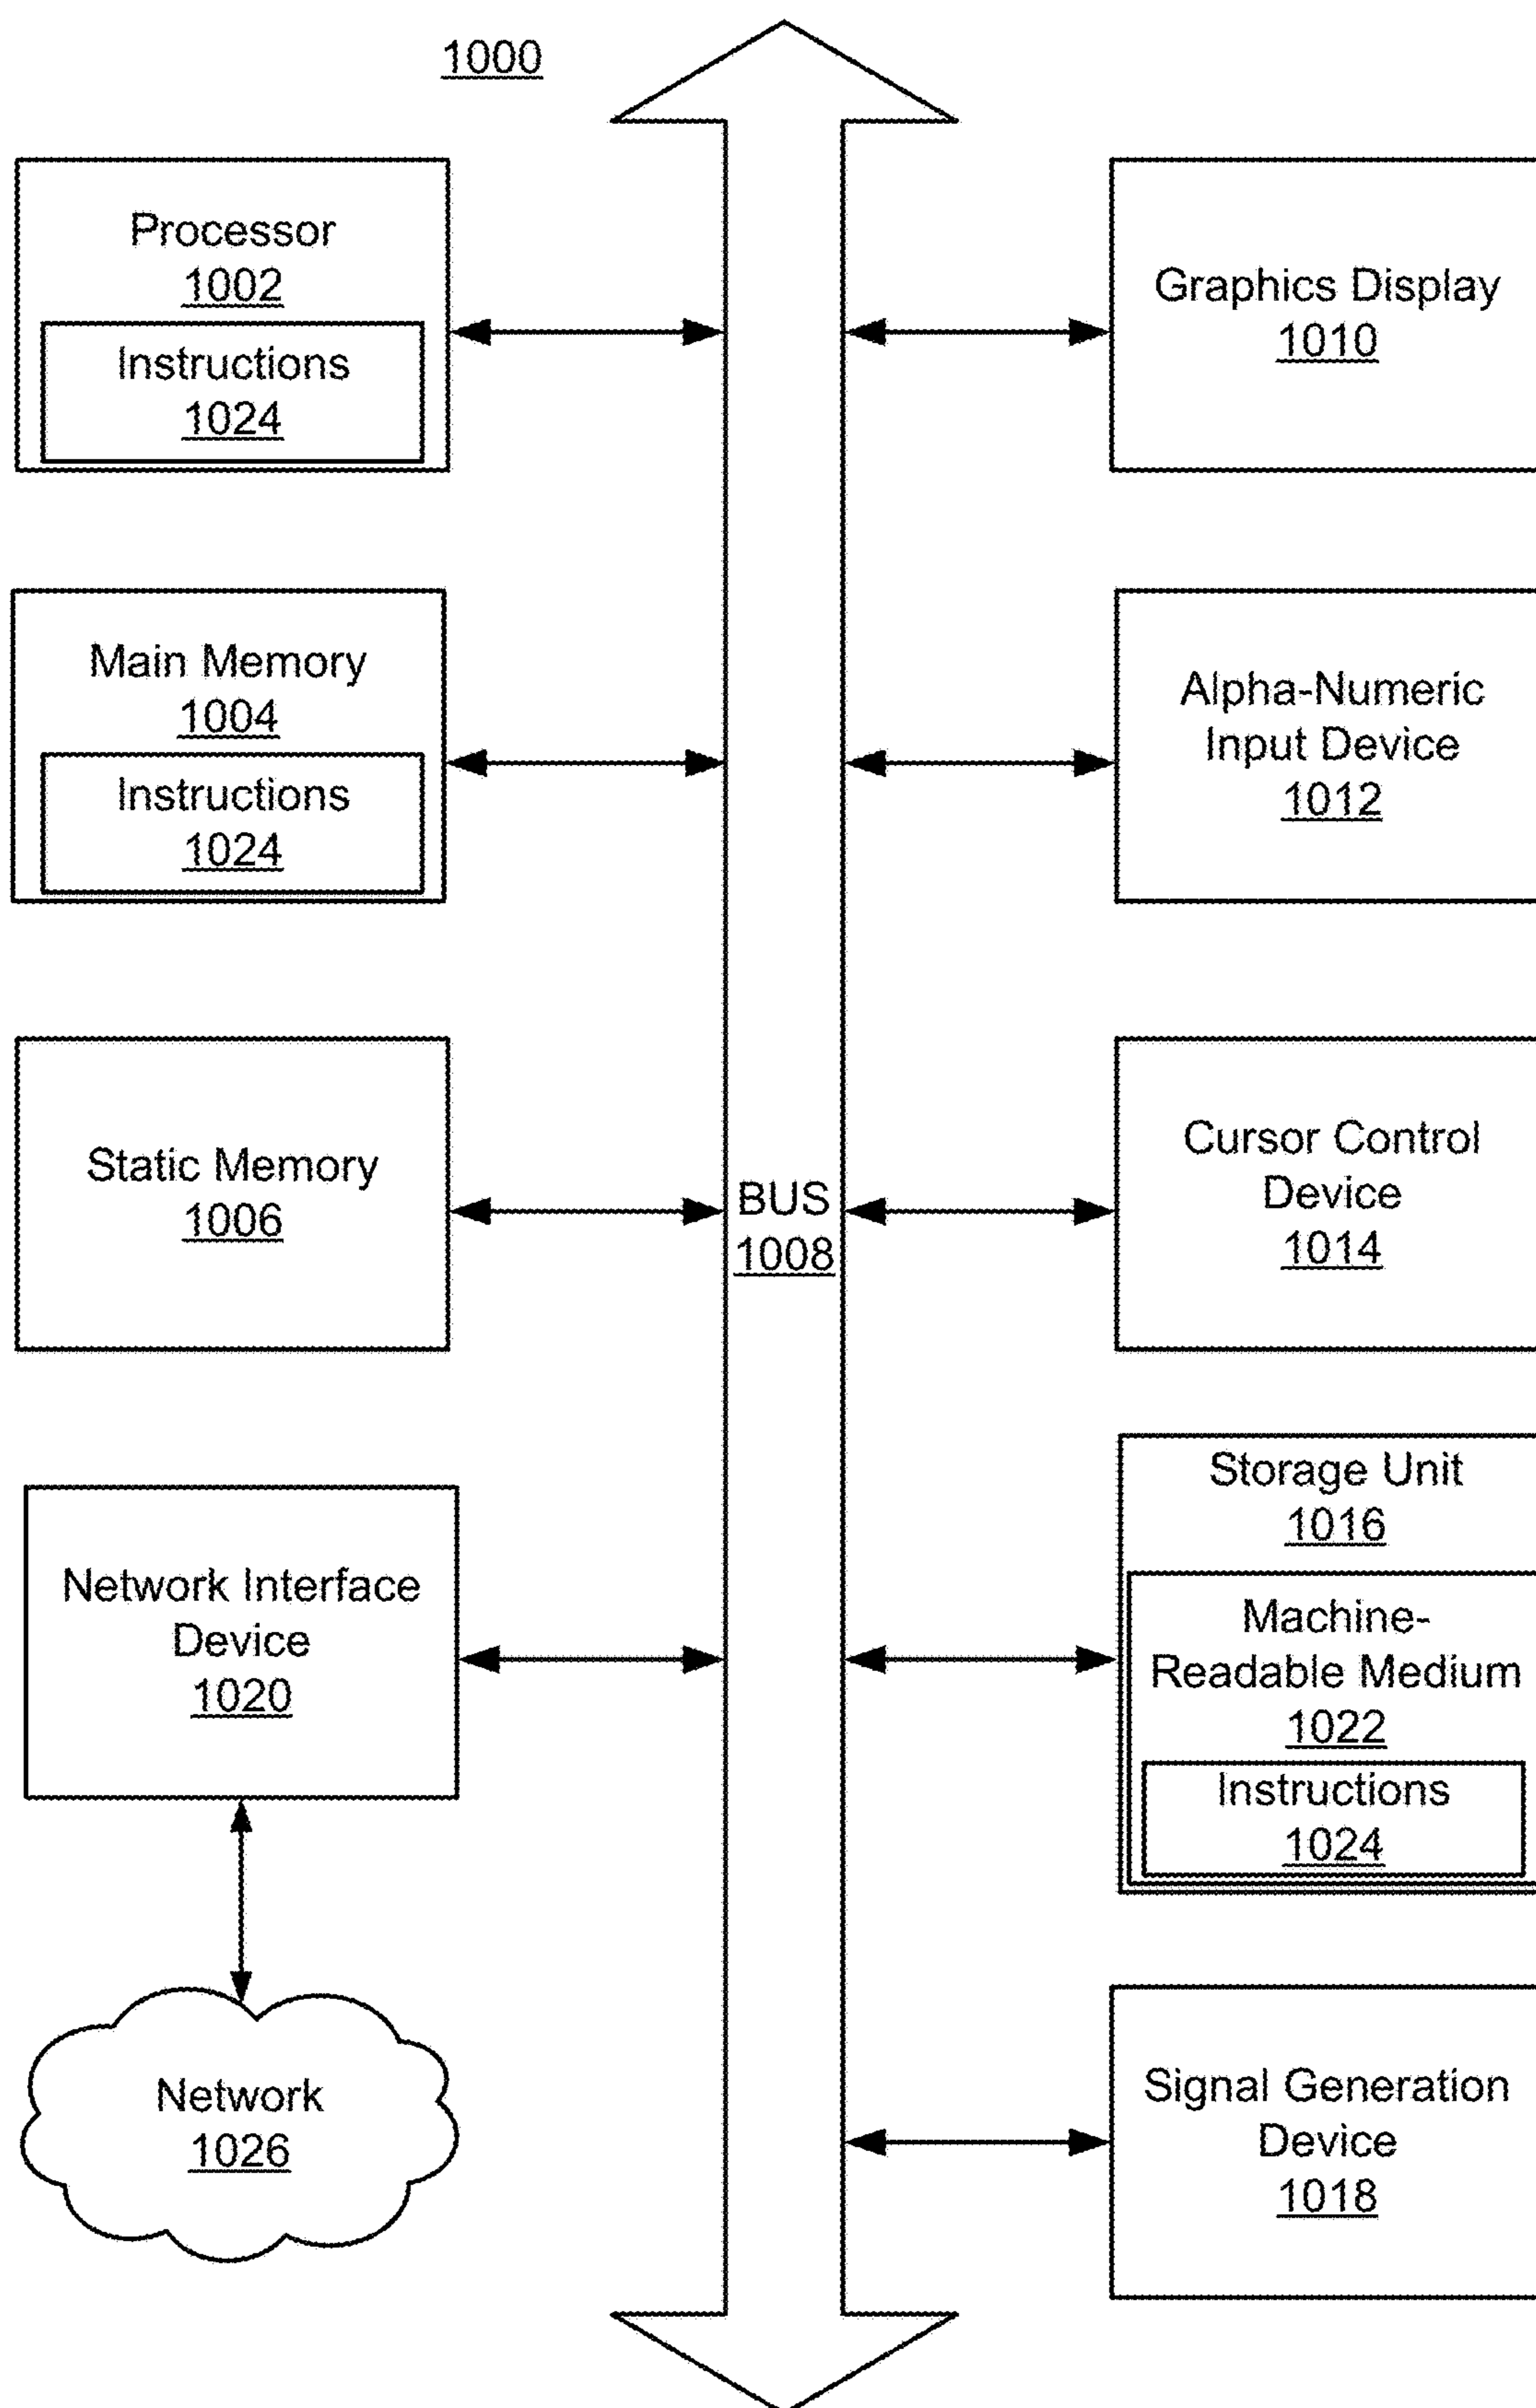 1000
Processor
1002
Instructions
1024
Main Memory
1004
Instructions
1024
Static Memory
1006
Network Interface
Device
1020
Network
1026
BUS
1008
Graphics Display
1010
Alpha-Numeric
Input Device
1012
Cursor Control
Device
1014
Storage Unit
1016
Machine-
Readable Medium
1022
Instructions
1024
Signal Generation
Device
1018